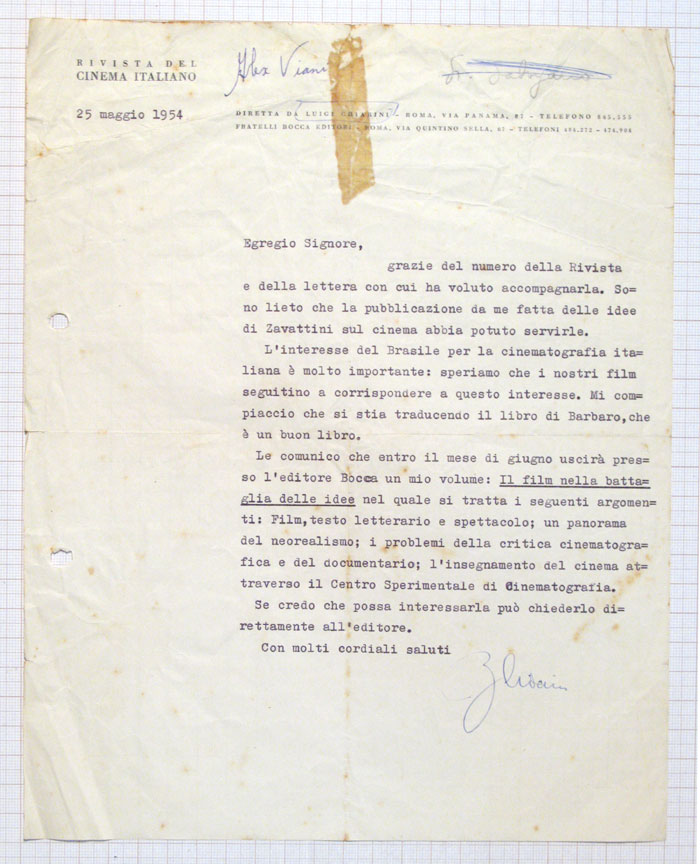 RIVISTA DEL
CINEMA ITALIANO
Alex Viani
25 maggio 1954
DIRETTA DA LUIGI CHIARINI - ROMA, VIA PANAMA, 87 - TELEFONO 845,555
FRATELLI BOCCA EDITORI - ROMA, VIA QUINTINO SELLA, 67 - TELEFONI 484,272 - 474,904
Egregio Signore,
grazie del numero della Rivista
e della lettera con cui ha voluto accompagnarla. So=
no lieto che la pubblicazione da me fatta delle idee
di Zavattini sul cinema abbia potuto servirle.
L'interesse del Brasile per la cinematografia ita=
liana è molto importante: speriamo che i nostri film
seguitino a corrispondere a questo interesse. Mi com-
piaccio che si stia traducendo il libro di Barbaro,che
è un buon libro.
Le comunico che entro il mese di giugno uscirà pres=
so l'editore Bocca un mio volume: Il film nella batta=
glia delle idee nel quale si tratta i seguenti argomen=
ti: Film,testo letterario e spettacolo; un panorama
del neorealismo; i problemi della critica cinematogra=
fica e del documentario; l'insegnamento del cinema at=
traverso il Centro Sperimentale di Cinematografia.
Se credo che possa interessarla può chiederlo di=
rettamente all'editore.
Con molti cordiali saluti